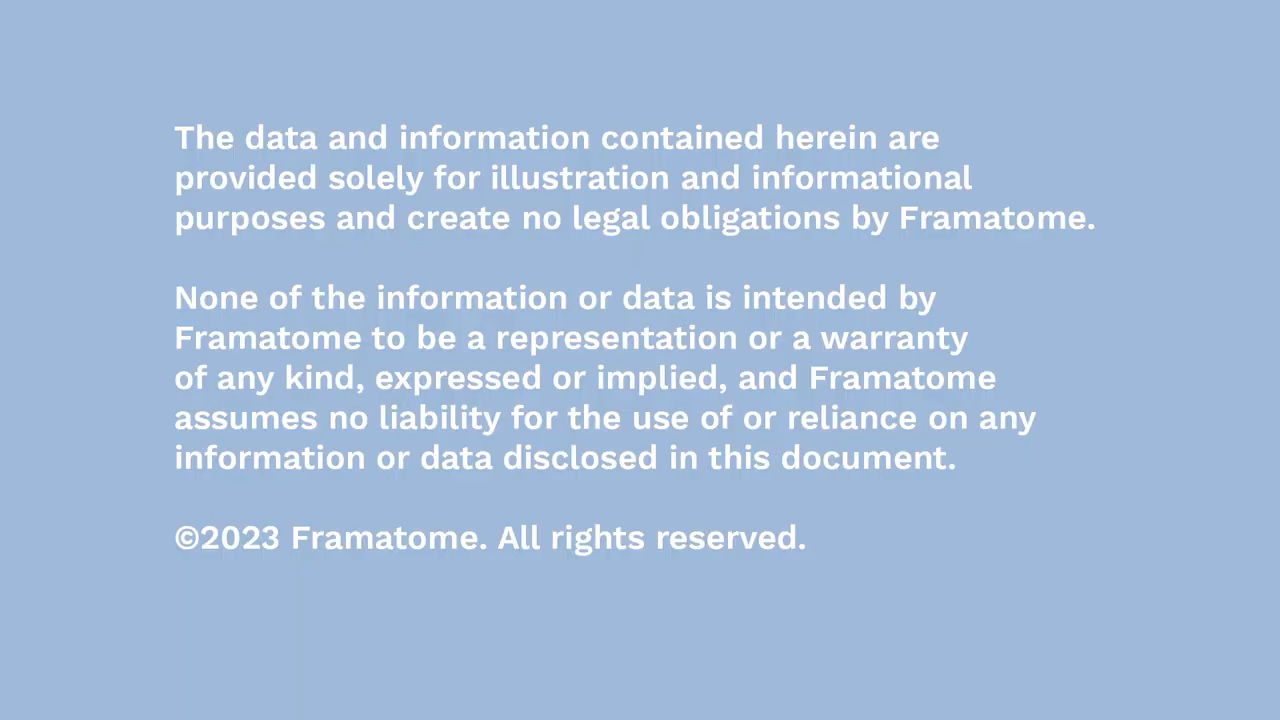 The data and information contained herein are
provided solely for illustration and informational
purposes and create no legal obligations by Framatome.
None of the information or data is intended by
Framatome to be a representation or a warranty
of any kind, expressed or implied, and Framatome
assumes no liability for the use of or reliance on any
information or data disclosed in this document.
©2023 Framatome. All rights reserved.